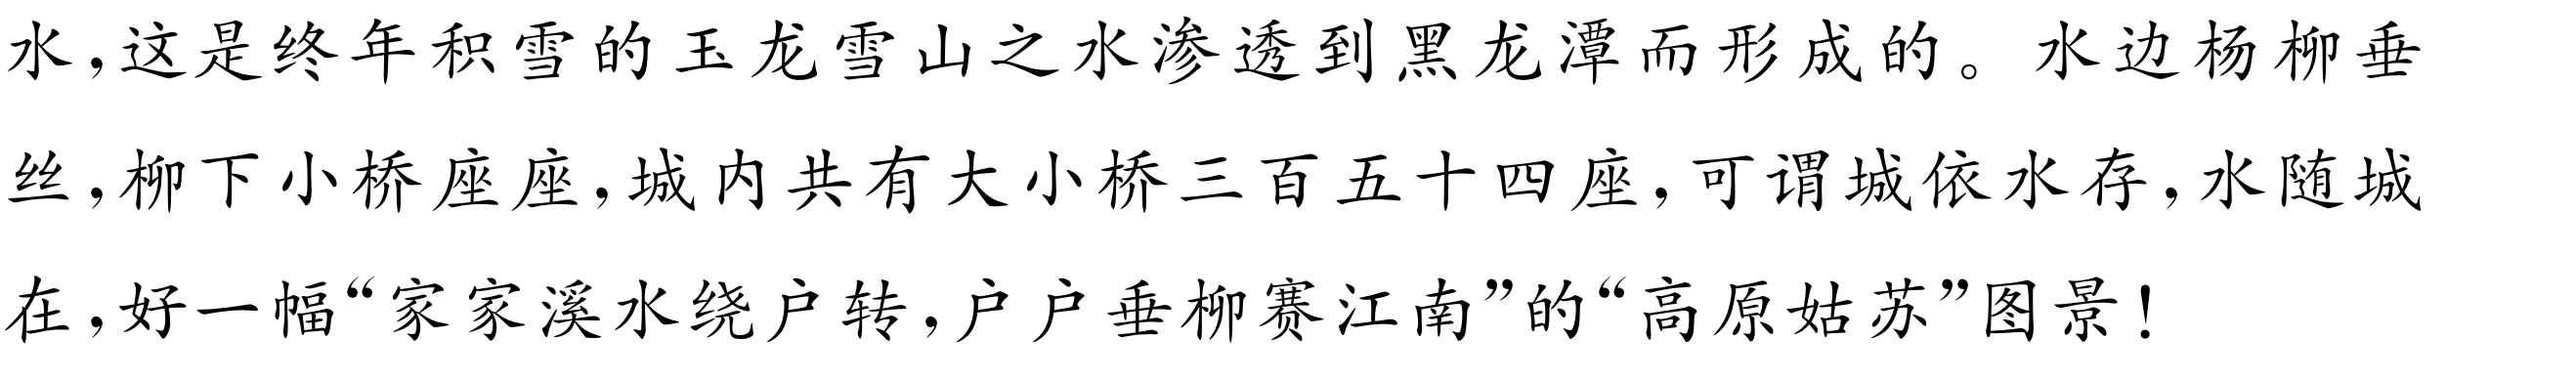 水,这是终年积雪的玉龙雪山之水渗透到黑龙潭而形成的。水边杨柳垂
丝,柳下小桥座座,城内共有大小桥三百五十四座,可谓城依水存,水随城
在,好一幅“家家溪水绕户转,户户垂柳赛江南”的“高原姑苏”图景!